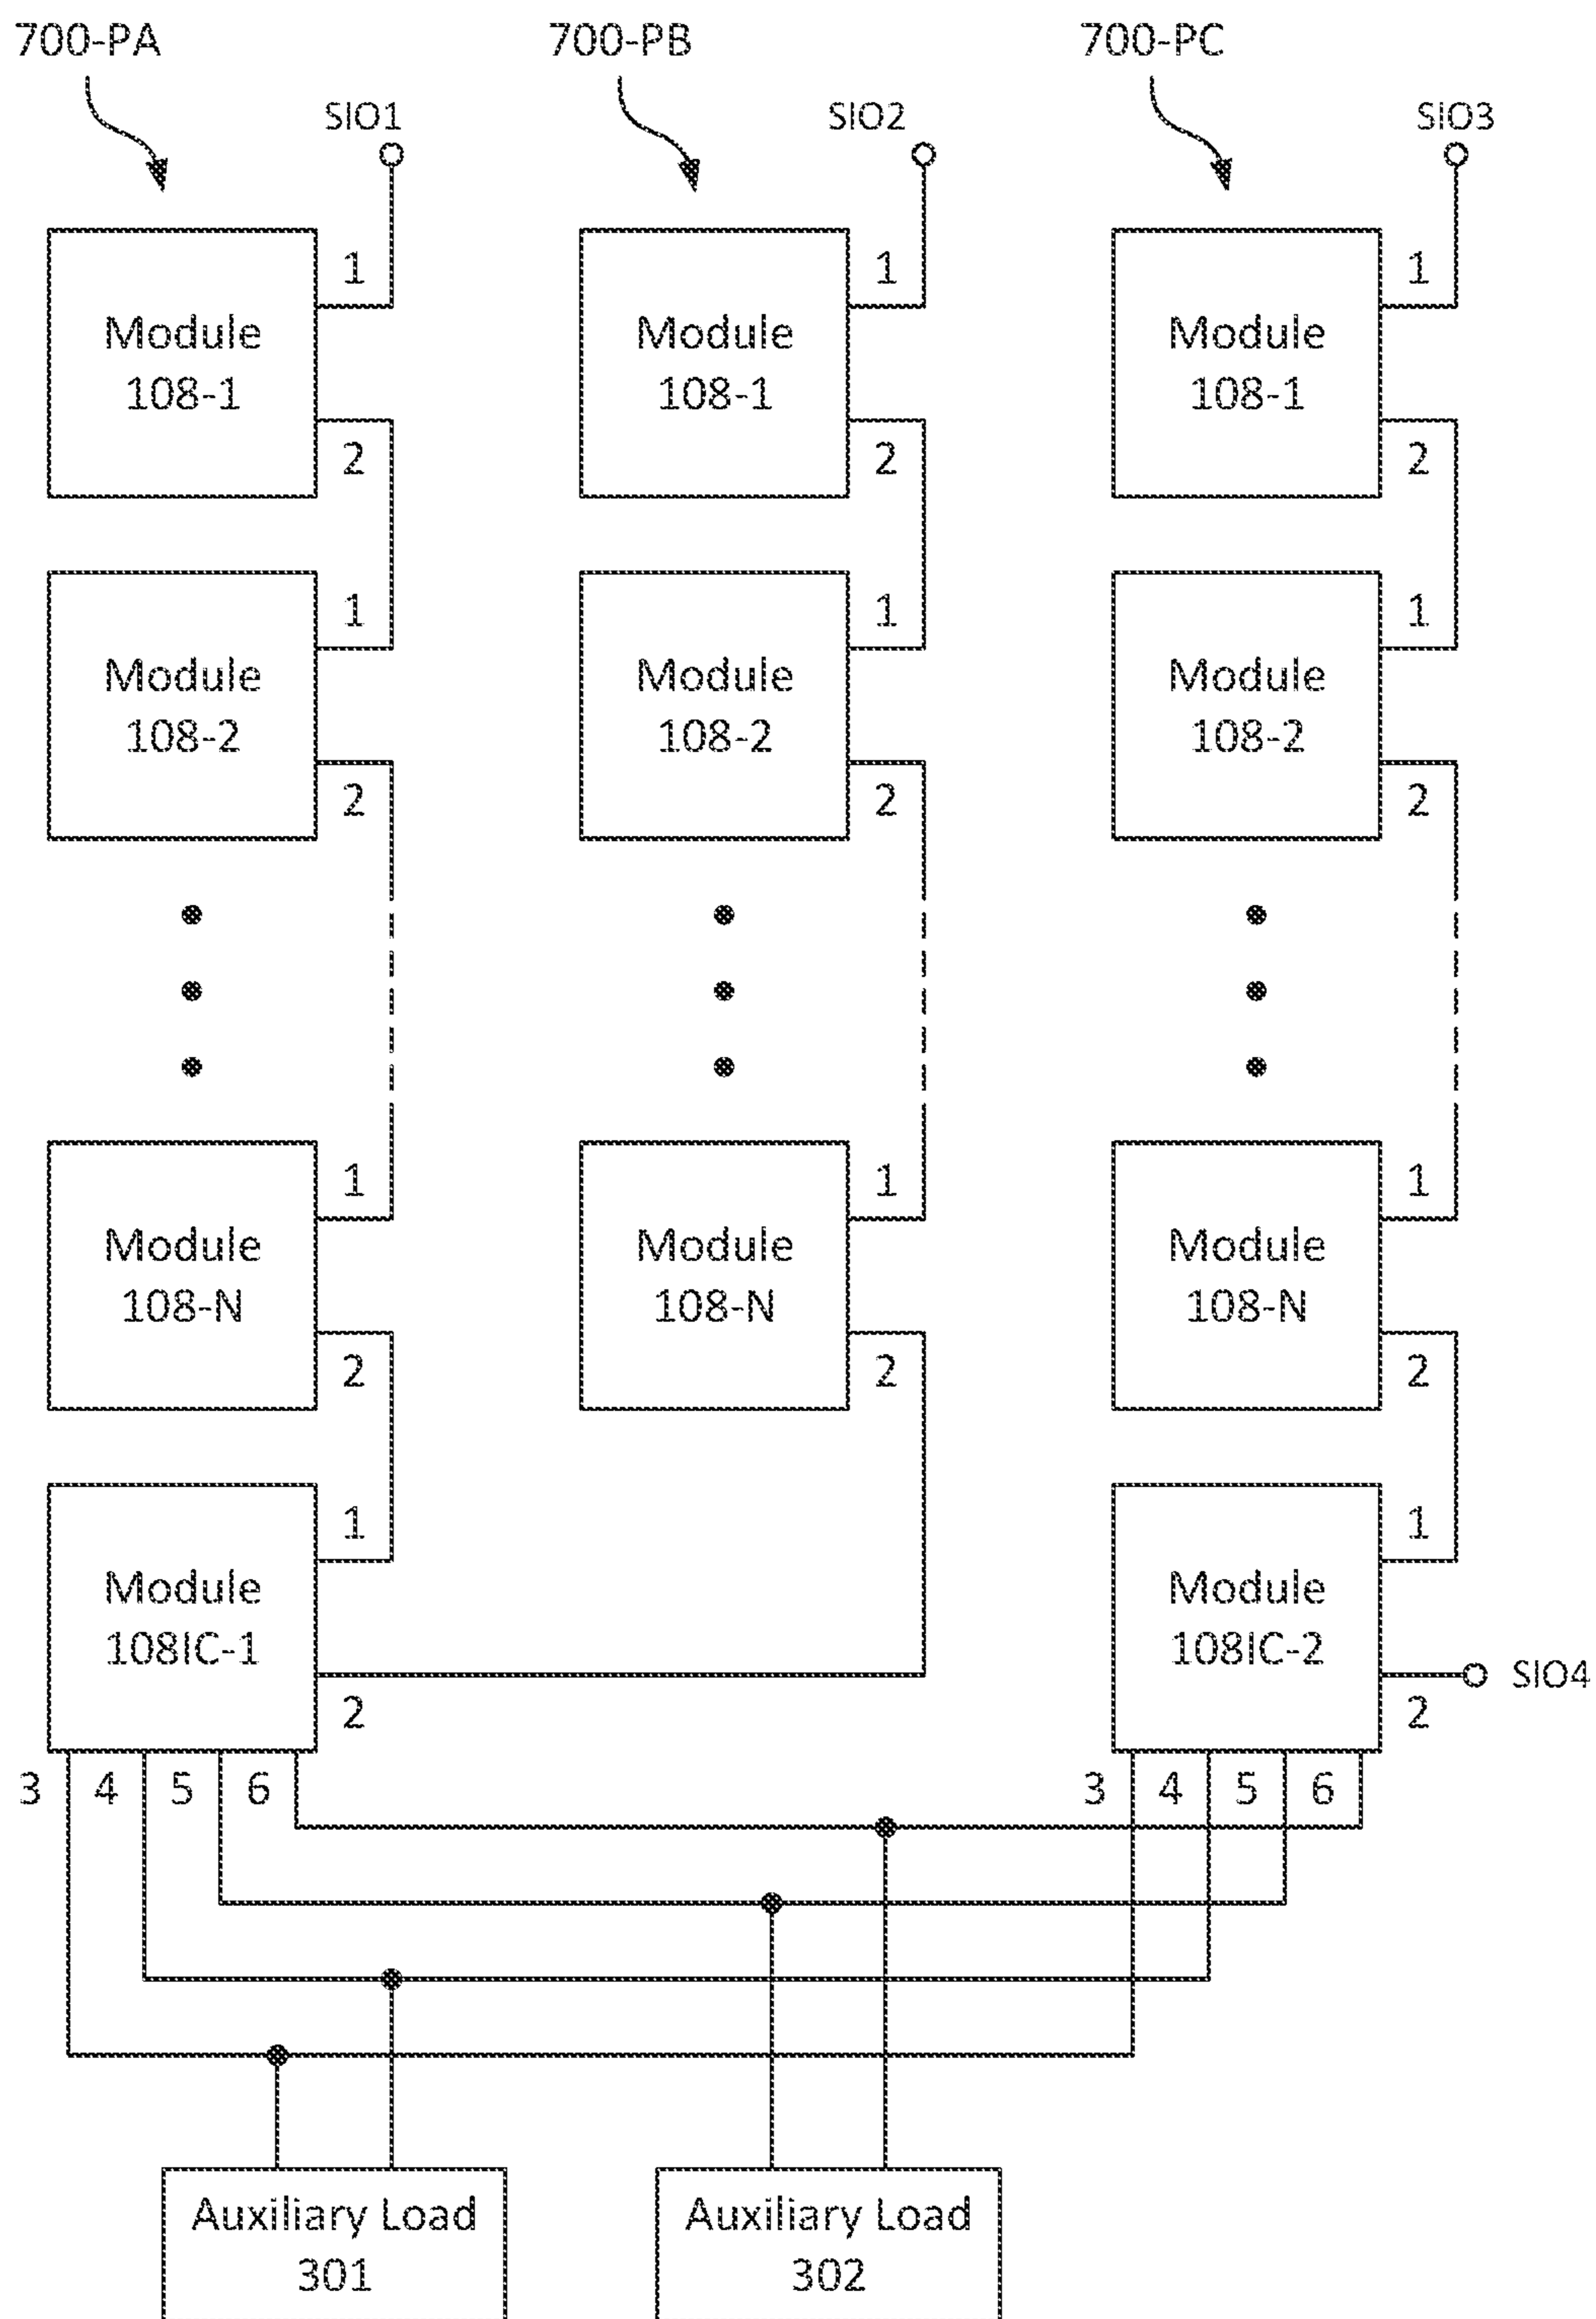 700-PA 700-PB 700-PC
SIO1 SIO2 SIO3
1 1 1
Module Module Module
108-1 108-1 108-1
2 2 2
1 1 1
Module Module Module
108-2 108-2 108-2
2 2 2
1 1 1
Module Module Module
108-N 108-N 108-N
2 2 2
1 1
Module Module
108IC-1 108IC-2 SIO4
2 2
3 4 5 6 3 4 5 6
Auxiliary Load Auxiliary Load
301 302